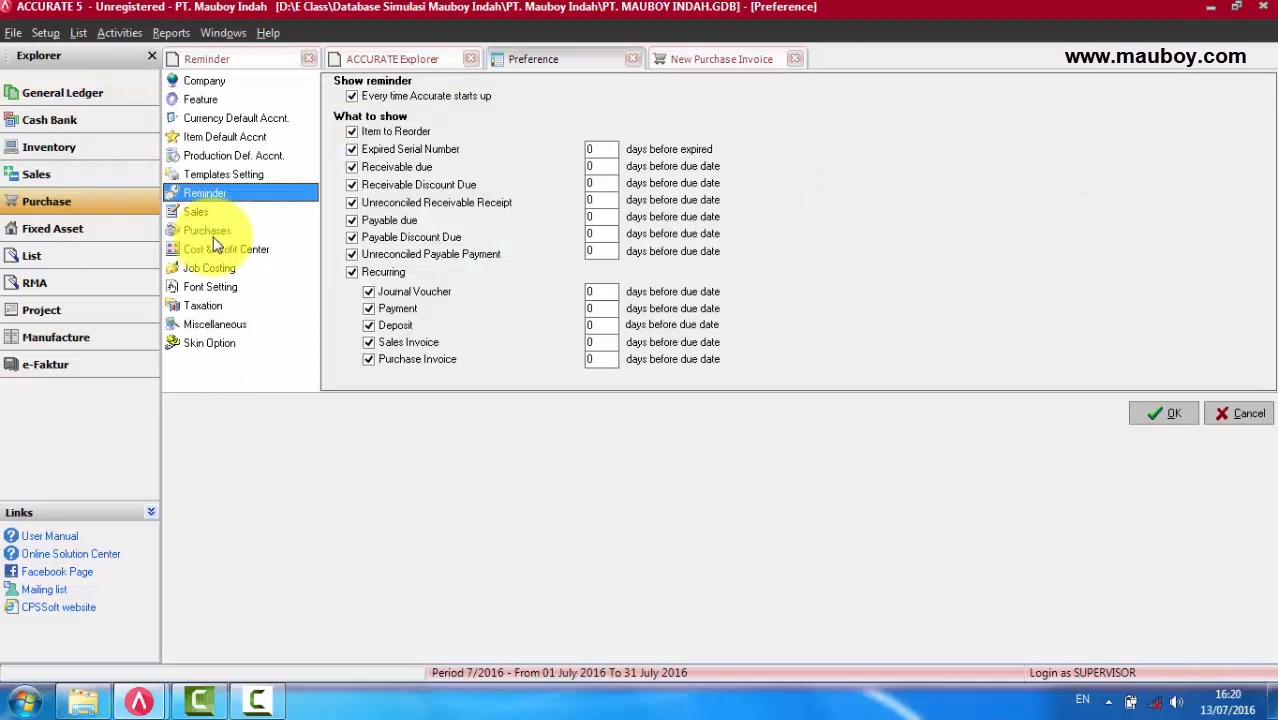 ACCURATE 5 - Unregistered - PT. Mauboy Indah [D:\E Class\Database Simulasi Mauboy Indah\PT. Mauboy Indah\PT. MAUBOY INDAH.GDB] - [Preference]
File Setup List Activities Reports Windows Help
www.mauboy.com
Explorer
General Ledger
Cash Bank
Inventory
Sales
Purchase
Fixed Asset
List
RMA
Project
Manufacture
e-Faktur
Links
User Manual
Online Solution Center
Facebook Page
Mailing list
CPSSoft website
Reminder
ACCURATE Explorer
Preference
New Purchase Invoice
Company
Feature
Currency Default Accnt.
Item Default Accnt
Production Def. Accnt.
Templates Setting
Reminder
Sales
Purchases
Cost & Profit Center
Job Costing
Font Setting
Taxation
Miscellaneous
Skin Option
Show reminder
Every time Accurate starts up
What to show
Item to Reorder
Expired Serial Number 0 days before expired
Receivable due 0 days before due date
Receivable Discount Due 0 days before due date
Unreconciled Receivable Receipt 0 days before due date
Payable due 0 days before due date
Payable Discount Due 0 days before due date
Unreconciled Payable Payment 0 days before due date
Recurring
Journal Voucher 0 days before due date
Payment 0 days before due date
Deposit 0 days before due date
Sales Invoice 0 days before due date
Purchase Invoice 0 days before due date
OK Cancel
Period 7/2016 - From 01 July 2016 To 31 July 2016
Login as SUPERVISOR
EN
16:20
13/07/2016